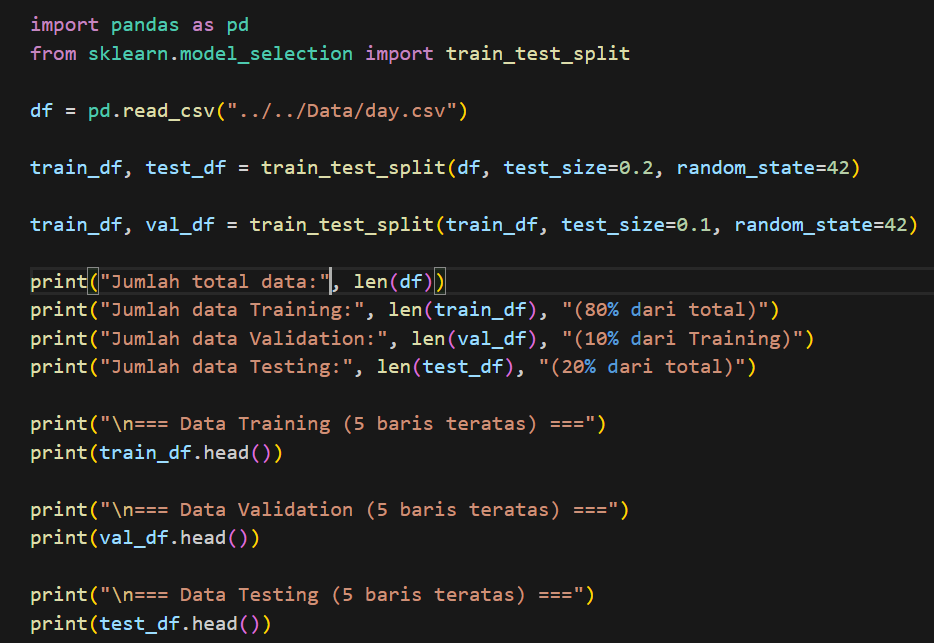 import pandas as pd
from sklearn.model_selection import train_test_split
df = pd.read_csv("../../Data/day.csv")
train_df, test_df = train_test_split(df, test_size=0.2, random_state=42)
train_df, val_df = train_test_split(train_df, test_size=0.1, random_state=42)
print("Jumlah total data:", len(df))
print("Jumlah data Training:", len(train_df), "(80% dari total)")
print("Jumlah data Validation:", len(val_df), "(10% dari Training)")
print("Jumlah data Testing:", len(test_df), "(20% dari total)")
print("\n=== Data Training (5 baris teratas) ===")
print(train_df.head())
print("\n=== Data Validation (5 baris teratas) ===")
print(val_df.head())
print("\n=== Data Testing (5 baris teratas) ===")
print(test_df.head())